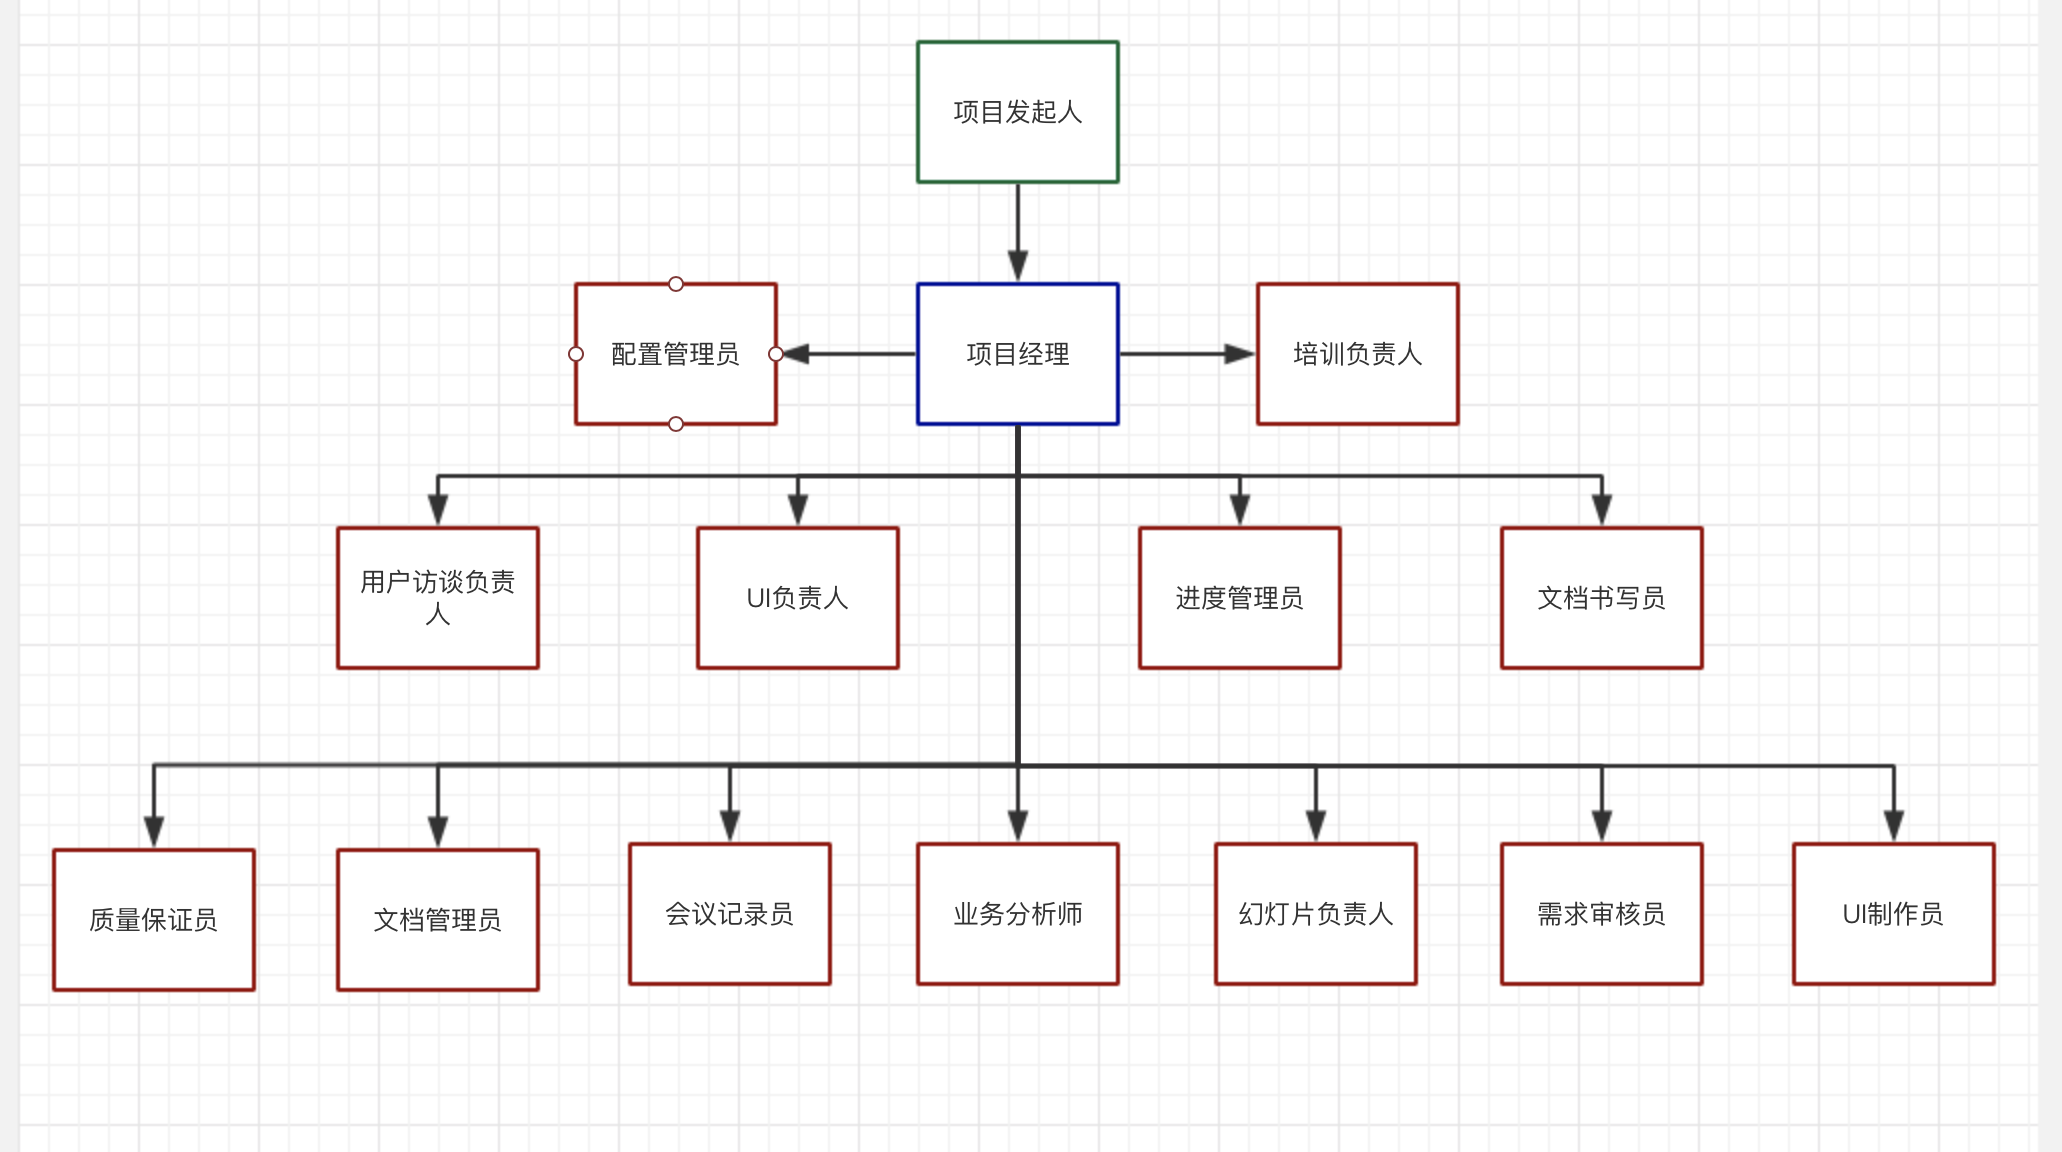 项目发起人
配置管理员
项目经理
培训负责人
用户访谈负责
人
UI负责人
进度管理员
文档书写员
质量保证员
文档管理员
会议记录员
业务分析师
幻灯片负责人
需求审核员
UI制作员